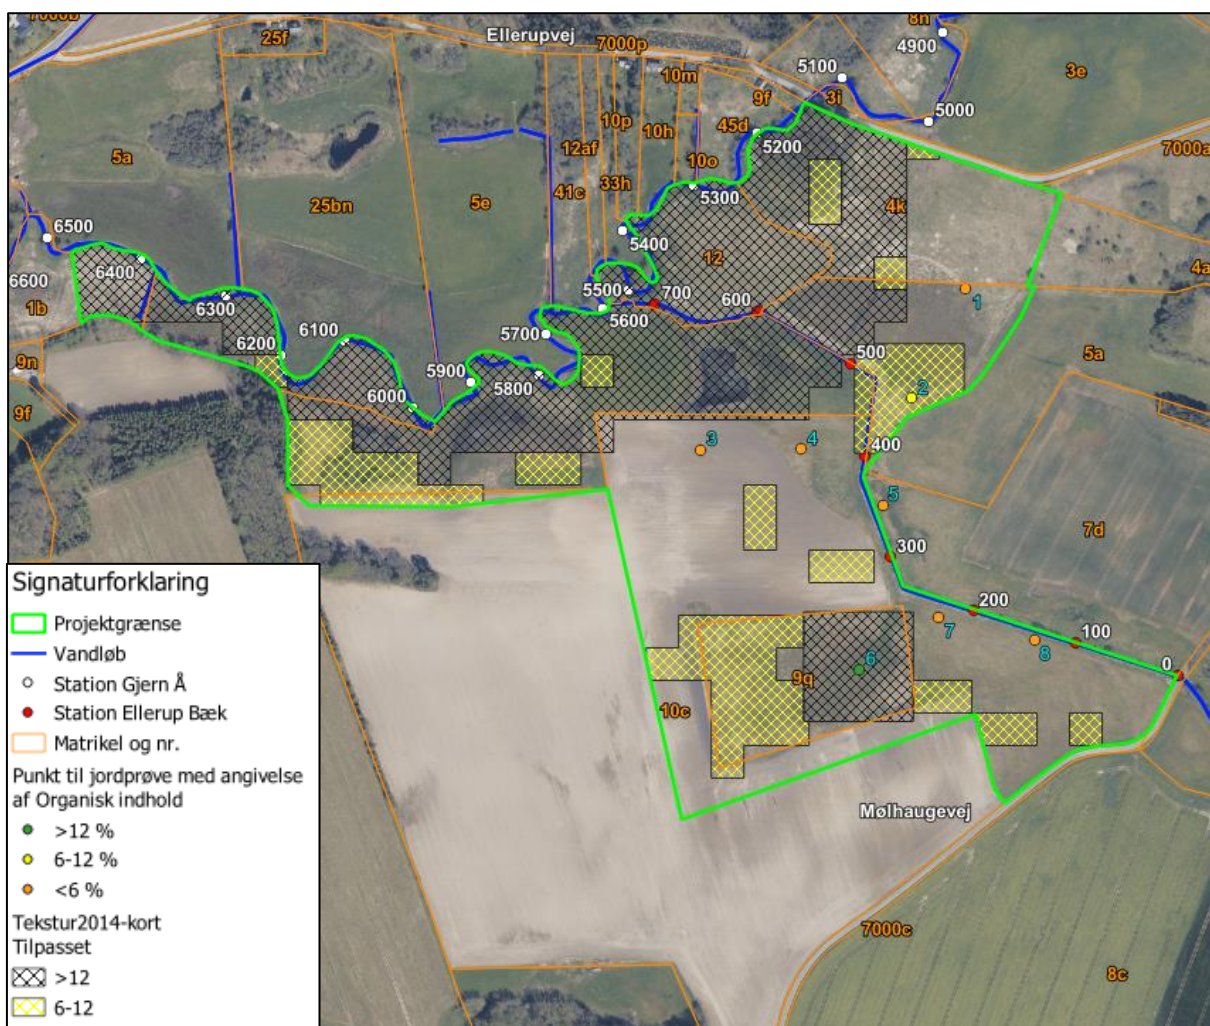 7000b
25f
Ellerupvej
7000p
8n
4900
3e
10m
5100
9f
3i
5000
10p
10h
45d
5200
7000a
5a
12af
10o
41c
33h
5300
4k
25bn
5e
6500
5400
6400
12
4a
6600
5500
700
600
1
1b
6300
5600
6100
5700
6200
500
5a
9n
5900
5800
2
9f
6000
3
4
400
5
7d
300
200
7
100
8
0
6
9q
10c
Mølhaugevej
7000c
8c
Signaturforklaring
Projektgrænse
Vandløb
Station Gjern Å
Station Ellerup Bæk
Matrikel og nr.
Punkt til jordprøve med angivelse
af Organisk indhold
>12 %
6-12 %
<6 %
Tekstur2014-kort
Tilpasset
>12
6-12